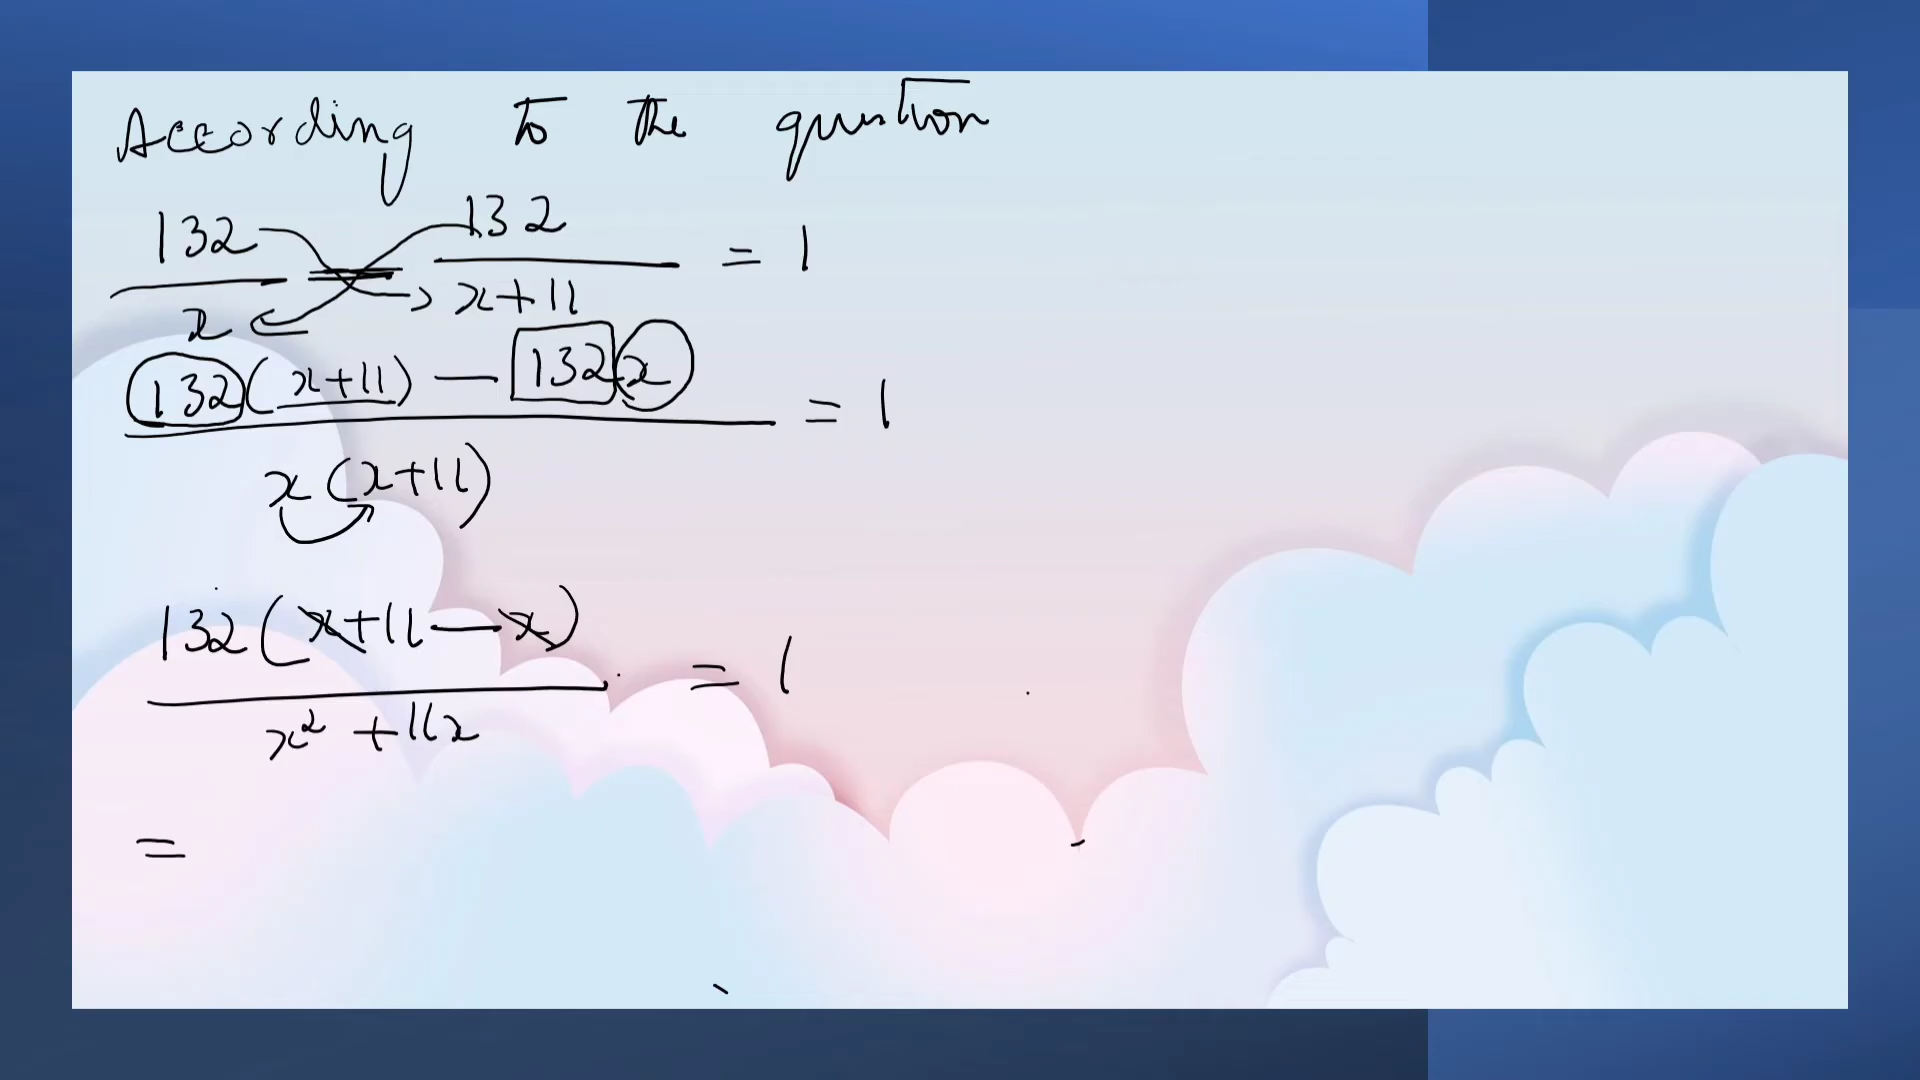 According to the question
132/x - 132/(x+11) = 1
(132(x+11) - 132x)/(x(x+11)) = 1
132(x+11-x)/(x² + 11x) = 1
=